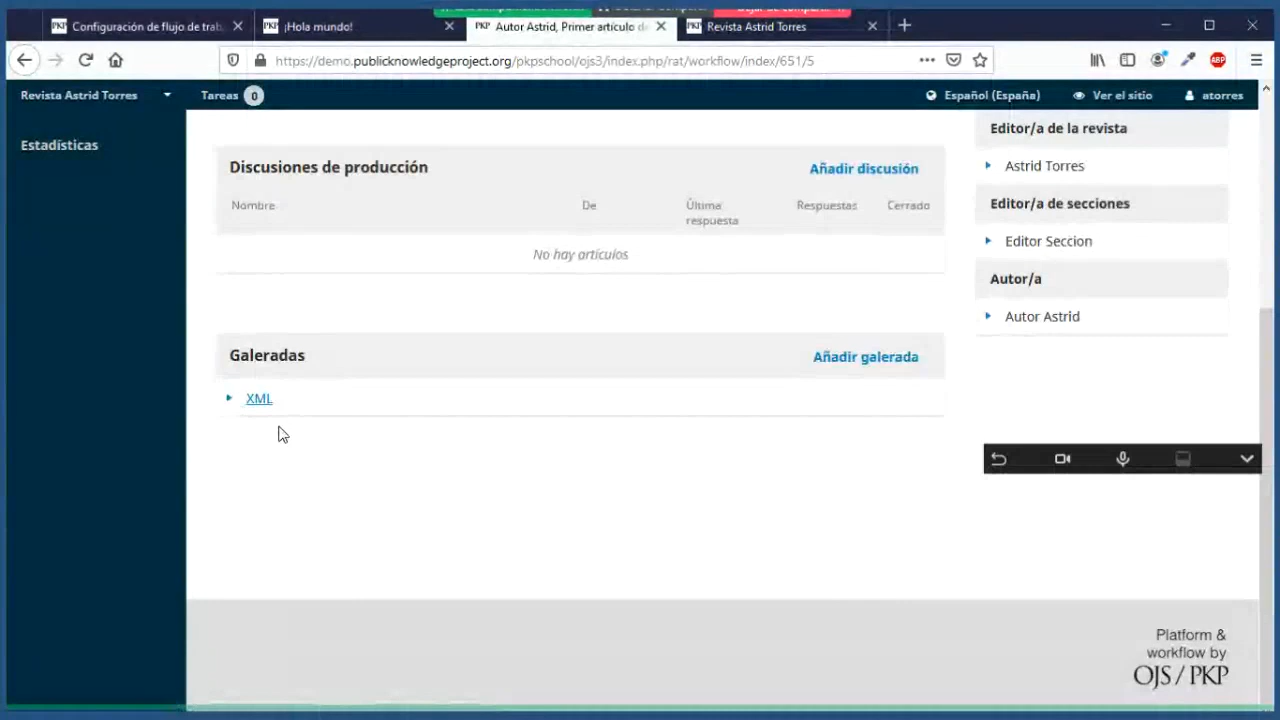 Configuración de flujo de trab
¡Hola mundo!
Autor Astrid, Primer artículo de
Revista Astrid Torres
https://demo.publicknowledgeproject.org/pkpschool/ojs3/index.php/rat/workflow/index/651/5
ABP
Revista Astrid Torres
Tareas 0
Español (España)
Ver el sitio
atorres
Estadísticas
Discusiones de producción
Añadir discusión
Nombre
De
Última
respuesta
Respuestas
Cerrado
No hay artículos
Galeradas
Añadir galerada
XML
Editor/a de la revista
Astrid Torres
Editor/a de secciones
Editor Seccion
Autor/a
Autor Astrid
Platform &
workflow by
OJS / PKP